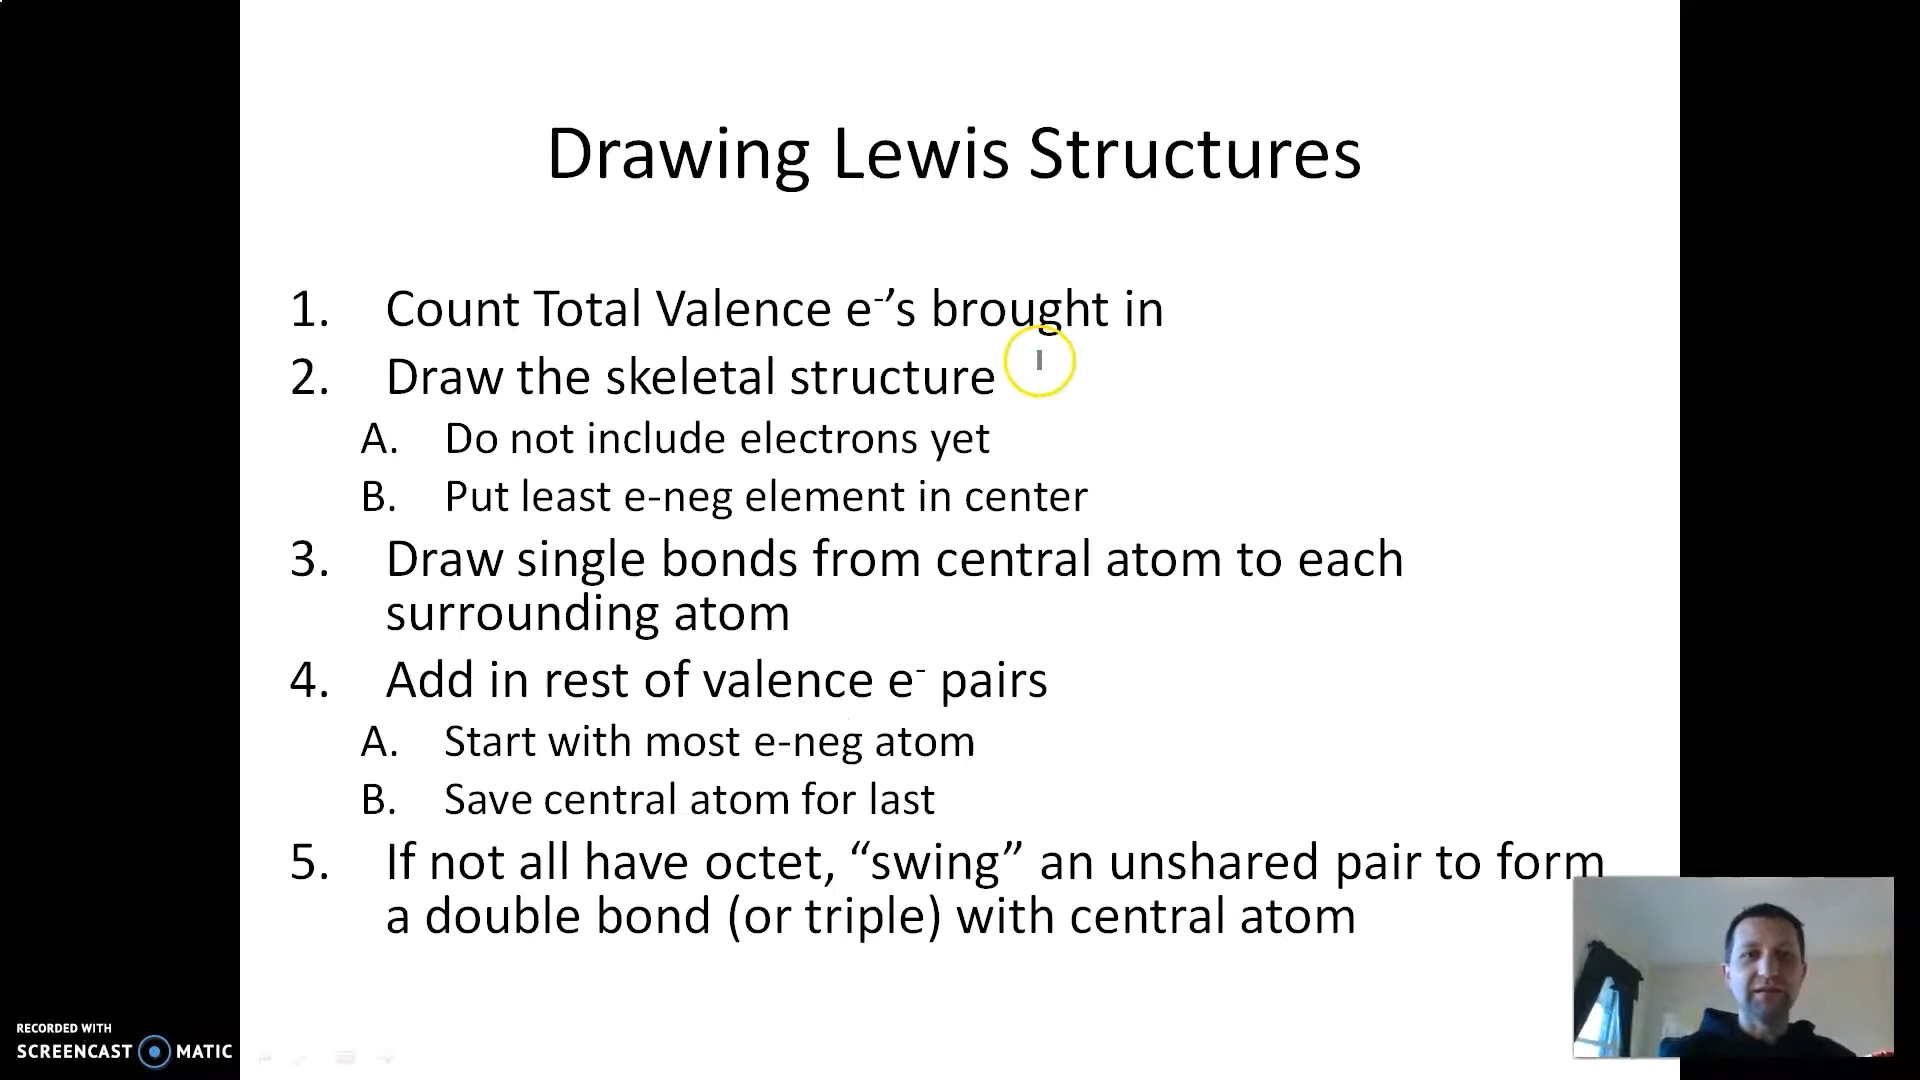 Drawing Lewis Structures
1. Count Total Valence e⁻’s brought in
2. Draw the skeletal structure
A. Do not include electrons yet
B. Put least e-neg element in center
3. Draw single bonds from central atom to each
surrounding atom
4. Add in rest of valence e⁻ pairs
A. Start with most e-neg atom
B. Save central atom for last
5. If not all have octet, “swing” an unshared pair to form
a double bond (or triple) with central atom
RECORDED WITH
SCREENCAST MATIC